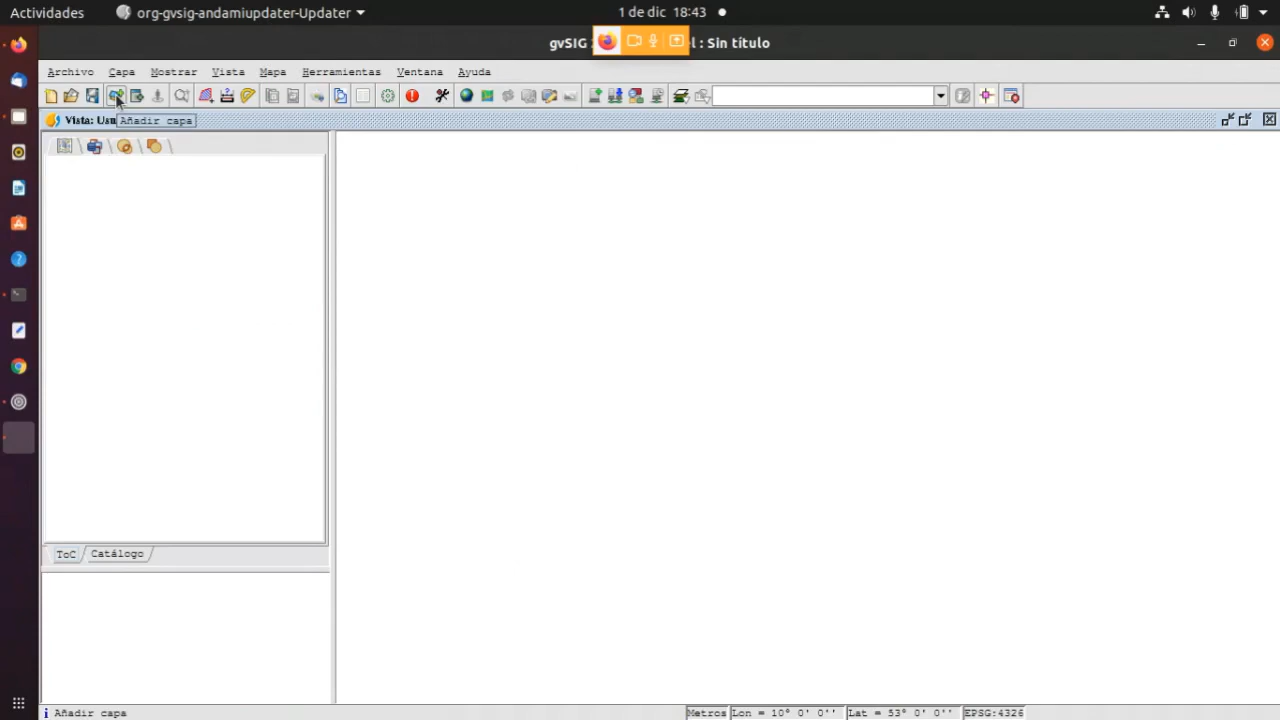 Actividades org-gvsig-andamiupdater-Updater 1 de dic 18:43
gvSIG l : Sin título
Archivo Capa Mostrar Vista Mapa Herramientas Ventana Ayuda
Vista: Usu
Añadir capa
ToC Catálogo
Añadir capa Metros Lon = 10° 0' 0'' Lat = 53° 0' 0'' EPSG:4326